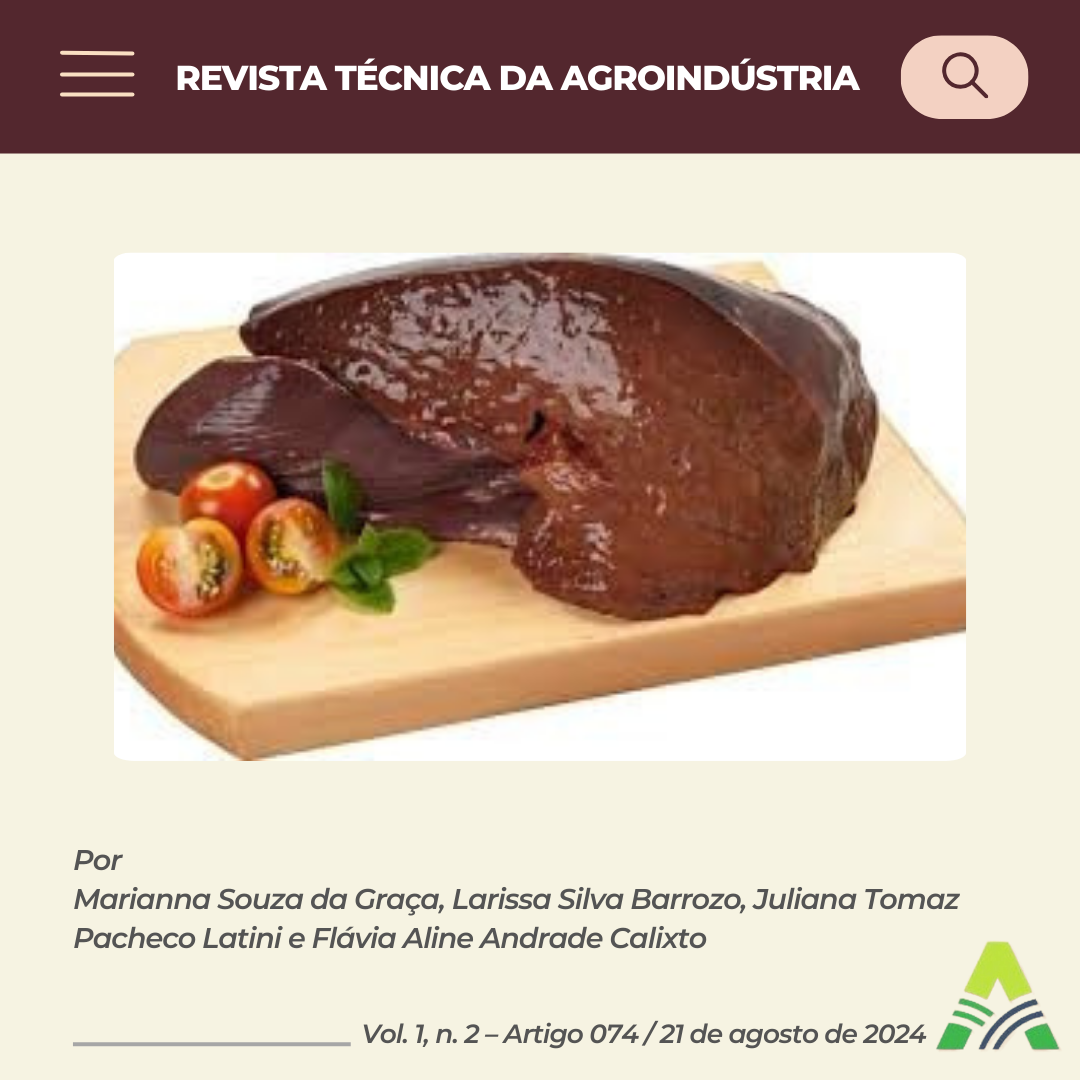 REVISTA TÉCNICA DA AGROINDÚSTRIA
Por
Marianna Souza da Graça, Larissa Silva Barrozo, Juliana Tomaz
Pacheco Latini e Flávia Aline Andrade Calixto
Vol. 1, n. 2 – Artigo 074 / 21 de agosto de 2024